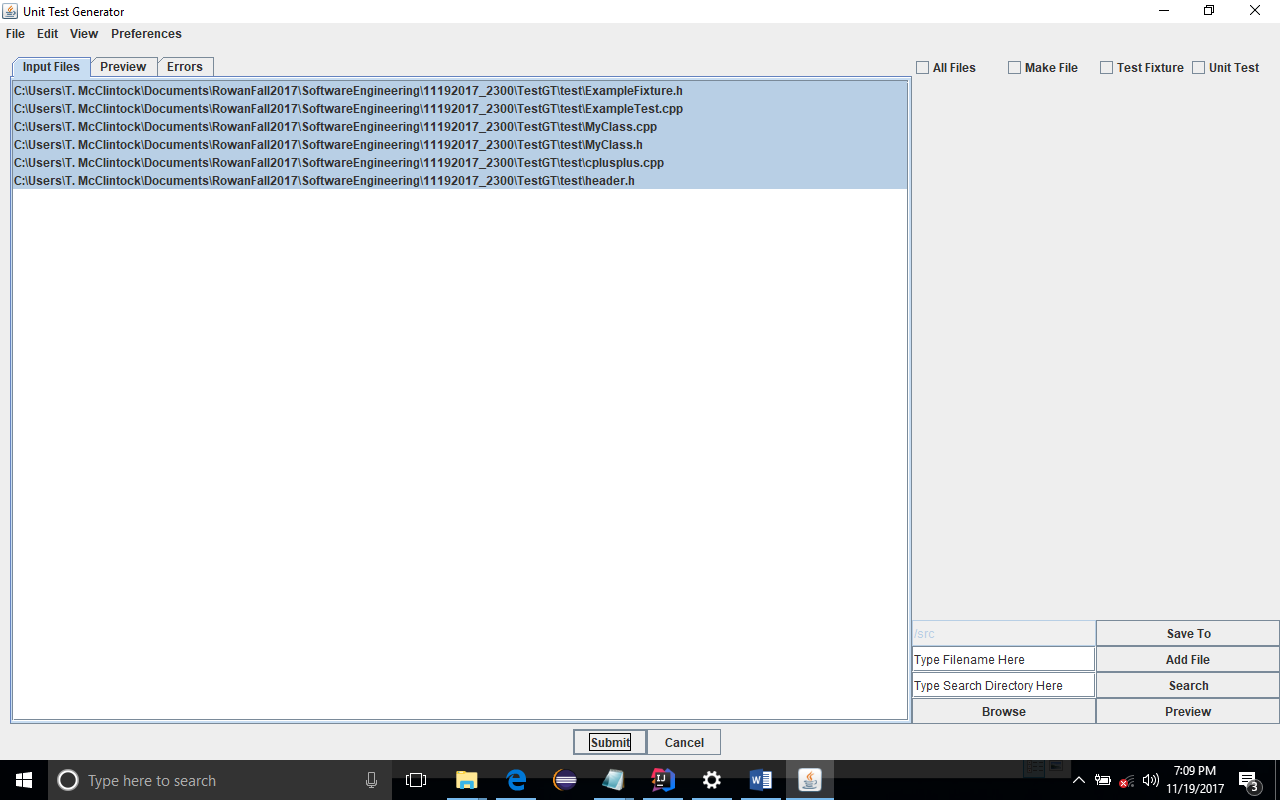 Unit Test Generator
File Edit View Preferences
Input Files Preview Errors
All Files Make File Test Fixture Unit Test
C:\Users\T. McClintock\Documents\RowanFall2017\SoftwareEngineering\11192017_2300\TestGT\test\ExampleFixture.h
C:\Users\T. McClintock\Documents\RowanFall2017\SoftwareEngineering\11192017_2300\TestGT\test\ExampleTest.cpp
C:\Users\T. McClintock\Documents\RowanFall2017\SoftwareEngineering\11192017_2300\TestGT\test\MyClass.cpp
C:\Users\T. McClintock\Documents\RowanFall2017\SoftwareEngineering\11192017_2300\TestGT\test\MyClass.h
C:\Users\T. McClintock\Documents\RowanFall2017\SoftwareEngineering\11192017_2300\TestGT\test\cplusplus.cpp
C:\Users\T. McClintock\Documents\RowanFall2017\SoftwareEngineering\11192017_2300\TestGT\test\header.h
/src Save To
Type Filename Here Add File
Type Search Directory Here Search
Browse Preview
Submit Cancel
Type here to search
7:09 PM
11/19/2017
3